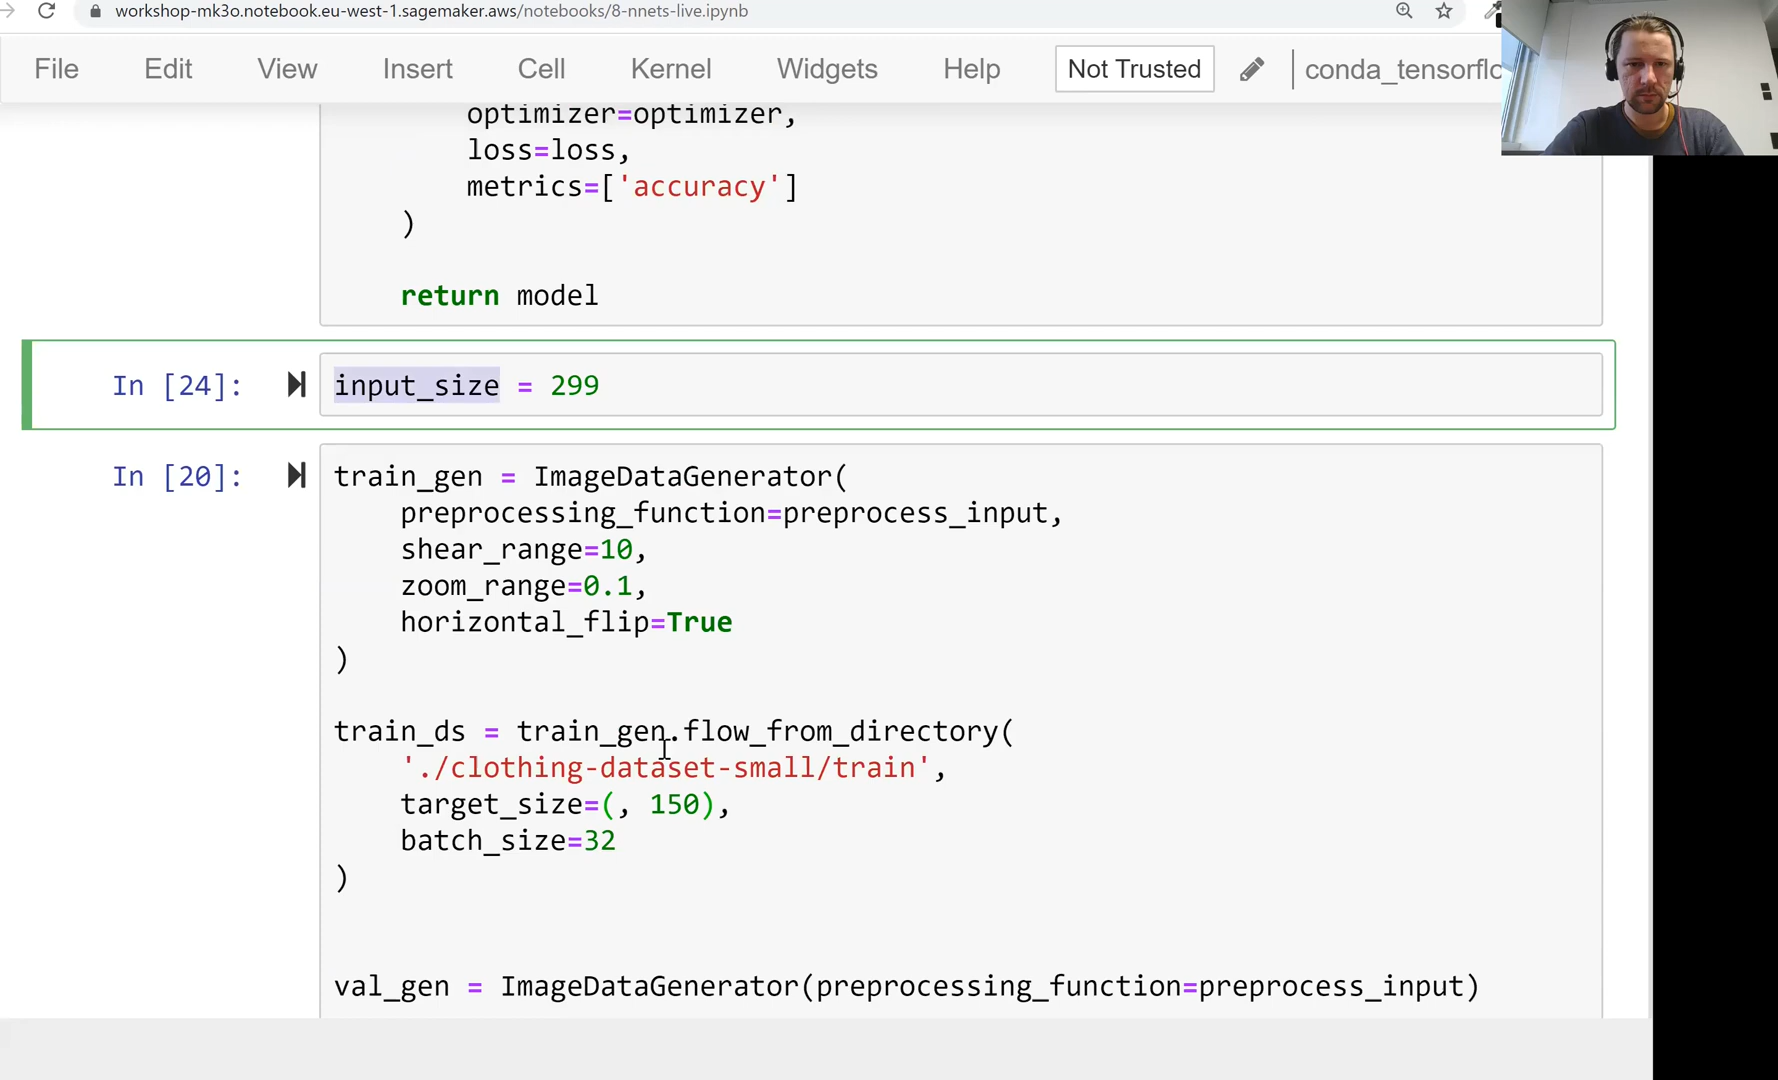 workshop-mk3o.notebook.eu-west-1.sagemaker.aws/notebooks/8-nnets-live.ipynb
File Edit View Insert Cell Kernel Widgets Help Not Trusted conda_tensorflo
optimizer=optimizer,
loss=loss,
metrics=['accuracy']
)
return model
In [24]: input_size = 299
In [20]: train_gen = ImageDataGenerator(
preprocessing_function=preprocess_input,
shear_range=10,
zoom_range=0.1,
horizontal_flip=True
)
train_ds = train_gen.flow_from_directory(
'./clothing-dataset-small/train',
target_size=(, 150),
batch_size=32
)
val_gen = ImageDataGenerator(preprocessing_function=preprocess_input)